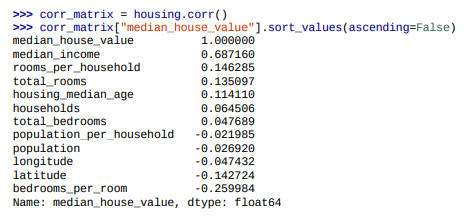 >>> corr_matrix = housing.corr()
>>> corr_matrix["median_house_value"].sort_values(ascending=False)
median_house_value 1.000000
median_income 0.687160
rooms_per_household 0.146285
total_rooms 0.135097
housing_median_age 0.114110
households 0.064506
total_bedrooms 0.047689
population_per_household -0.021985
population -0.026920
longitude -0.047432
latitude -0.142724
bedrooms_per_room -0.259984
Name: median_house_value, dtype: float64